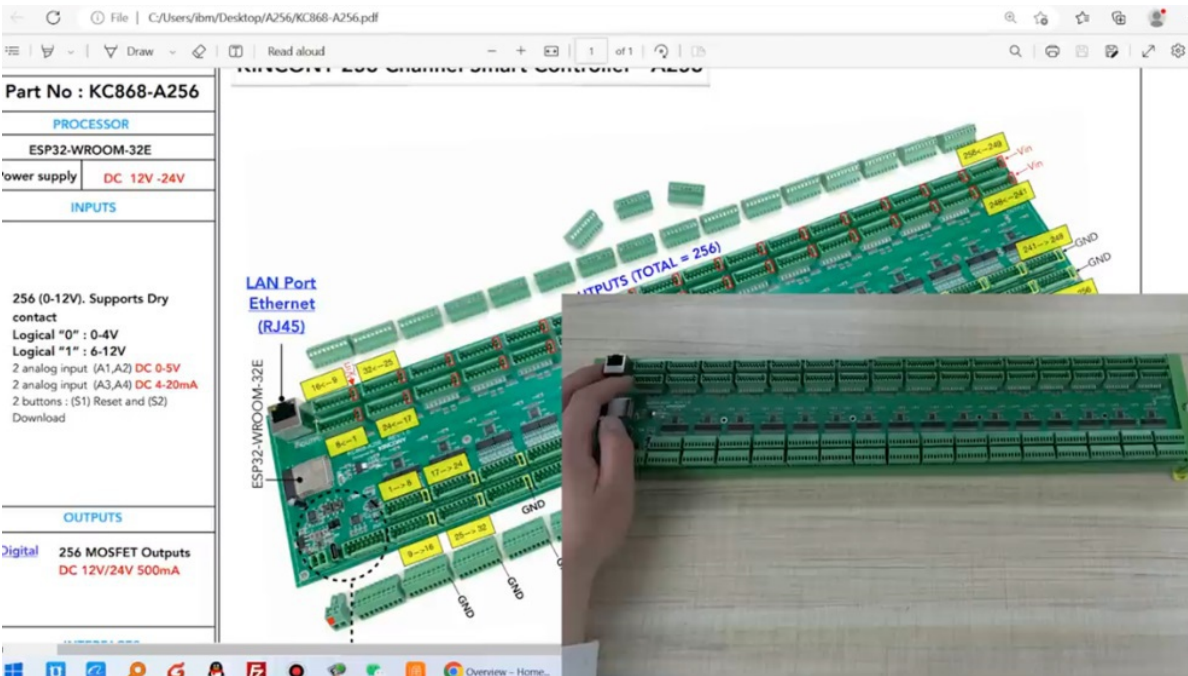 File
C:/Users/ibm/Desktop/A256/KC868-A256.pdf
Draw
Read aloud
1
of 1
Part No : KC868-A256
PROCESSOR
ESP32-WROOM-32E
ower supply
DC 12V -24V
INPUTS
256 (0-12V). Supports Dry
contact
Logical "0" : 0-4V
Logical "1" : 6-12V
2 analog input (A1,A2) DC 0-5V
2 analog input (A3,A4) DC 4-20mA
2 buttons : (S1) Reset and (S2)
Download
OUTPUTS
Digital
256 MOSFET Outputs
DC 12V/24V 500mA
LAN Port
Ethernet
(RJ45)
ESP32-WROOM-32E
UTPUTS (TOTAL = 256)
256<--249
Vin
Vin
248<--241
241-->248
GND
GND
256
16<--9
32<--25
8<--1
24<--17
1-->8
17-->24
9-->16
25-->32
GND
GND
GND
Overview – Home...